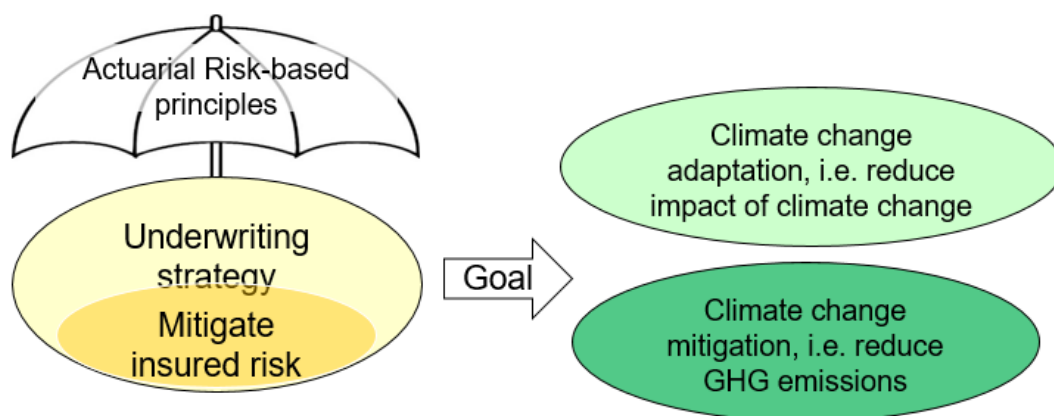 Actuarial Risk-based
principles
Underwriting
strategy
Mitigate
insured risk
Goal
Climate change
adaptation, i.e. reduce
impact of climate change
Climate change
mitigation, i.e. reduce
GHG emissions